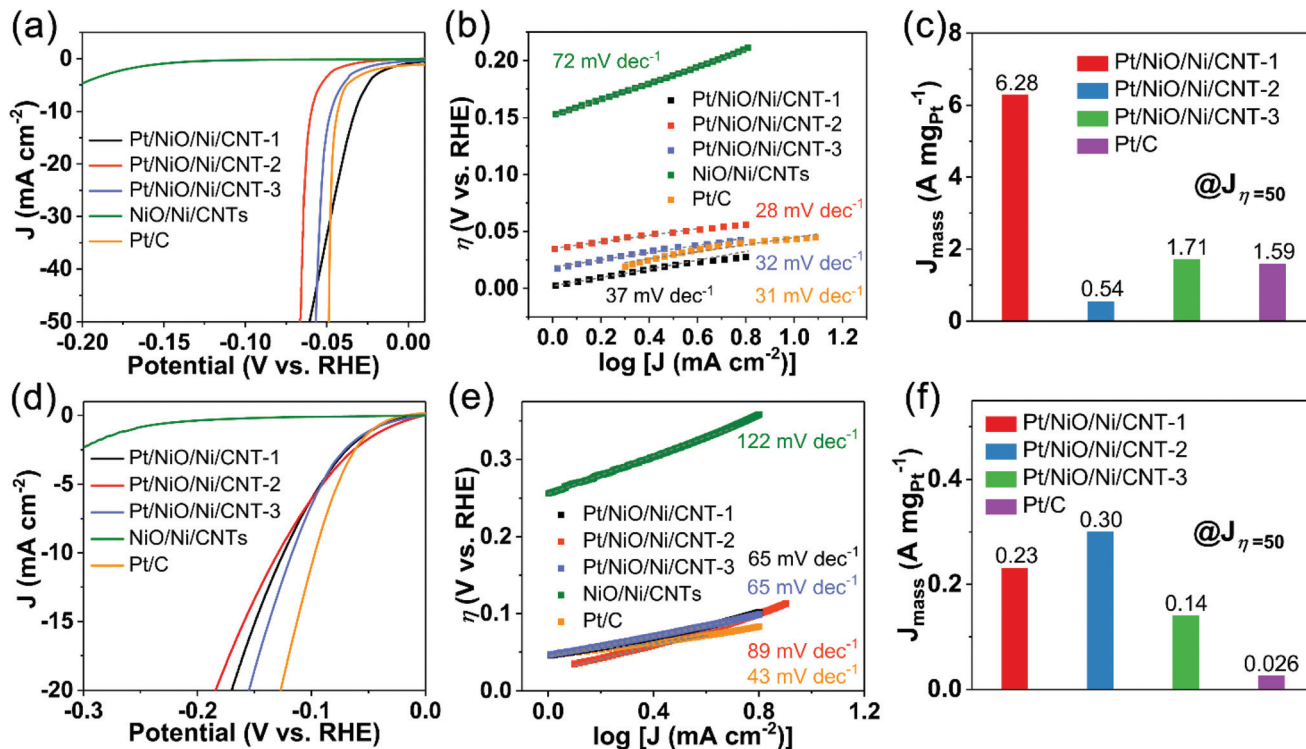 (a)
0
-10
-20
-30
-40
-50
J (mA cm⁻²)
Pt/NiO/Ni/CNT-1
Pt/NiO/Ni/CNT-2
Pt/NiO/Ni/CNT-3
NiO/Ni/CNTs
Pt/C
-0.20 -0.15 -0.10 -0.05 0.00
Potential (V vs. RHE)
(b)
0.20
0.15
0.10
0.05
0.00
η (V vs. RHE)
72 mV dec⁻¹
Pt/NiO/Ni/CNT-1
Pt/NiO/Ni/CNT-2
Pt/NiO/Ni/CNT-3
NiO/Ni/CNTs
Pt/C
28 mV dec⁻¹
32 mV dec⁻¹
37 mV dec⁻¹
31 mV dec⁻¹
0.0 0.2 0.4 0.6 0.8 1.0 1.2
log [J (mA cm⁻²)]
(c)
8
6
4
2
0
J_mass (A mg_Pt⁻¹)
Pt/NiO/Ni/CNT-1
Pt/NiO/Ni/CNT-2
Pt/NiO/Ni/CNT-3
Pt/C
@J_η=50
6.28
0.54
1.71
1.59
(d)
0
-5
-10
-15
-20
J (mA cm⁻²)
Pt/NiO/Ni/CNT-1
Pt/NiO/Ni/CNT-2
Pt/NiO/Ni/CNT-3
NiO/Ni/CNTs
Pt/C
-0.3 -0.2 -0.1 0.0
Potential (V vs. RHE)
(e)
0.3
0.2
0.1
0.0
η (V vs. RHE)
122 mV dec⁻¹
Pt/NiO/Ni/CNT-1
Pt/NiO/Ni/CNT-2
Pt/NiO/Ni/CNT-3
NiO/Ni/CNTs
Pt/C
65 mV dec⁻¹
65 mV dec⁻¹
89 mV dec⁻¹
43 mV dec⁻¹
0.0 0.4 0.8 1.2
log [J (mA cm⁻²)]
(f)
0.4
0.2
0.0
J_mass (A mg_Pt⁻¹)
Pt/NiO/Ni/CNT-1
Pt/NiO/Ni/CNT-2
Pt/NiO/Ni/CNT-3
Pt/C
@J_η=50
0.23
0.30
0.14
0.026